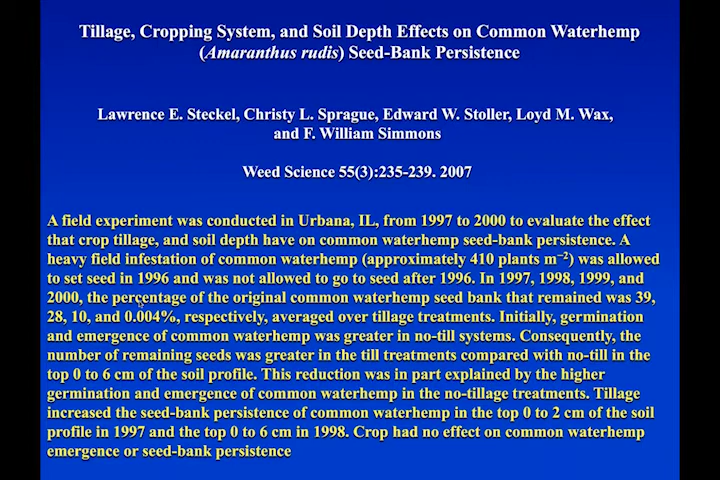 Tillage, Cropping System, and Soil Depth Effects on Common Waterhemp
(Amaranthus rudis) Seed-Bank Persistence
Lawrence E. Steckel, Christy L. Sprague, Edward W. Stoller, Loyd M. Wax,
and F. William Simmons
Weed Science 55(3):235-239. 2007
A field experiment was conducted in Urbana, IL, from 1997 to 2000 to evaluate the effect
that crop tillage, and soil depth have on common waterhemp seed-bank persistence. A
heavy field infestation of common waterhemp (approximately 410 plants m⁻²) was allowed
to set seed in 1996 and was not allowed to go to seed after 1996. In 1997, 1998, 1999, and
2000, the percentage of the original common waterhemp seed bank that remained was 39,
28, 10, and 0.004%, respectively, averaged over tillage treatments. Initially, germination
and emergence of common waterhemp was greater in no-till systems. Consequently, the
number of remaining seeds was greater in the till treatments compared with no-till in the
top 0 to 6 cm of the soil profile. This reduction was in part explained by the higher
germination and emergence of common waterhemp in the no-tillage treatments. Tillage
increased the seed-bank persistence of common waterhemp in the top 0 to 2 cm of the soil
profile in 1997 and the top 0 to 6 cm in 1998. Crop had no effect on common waterhemp
emergence or seed-bank persistence